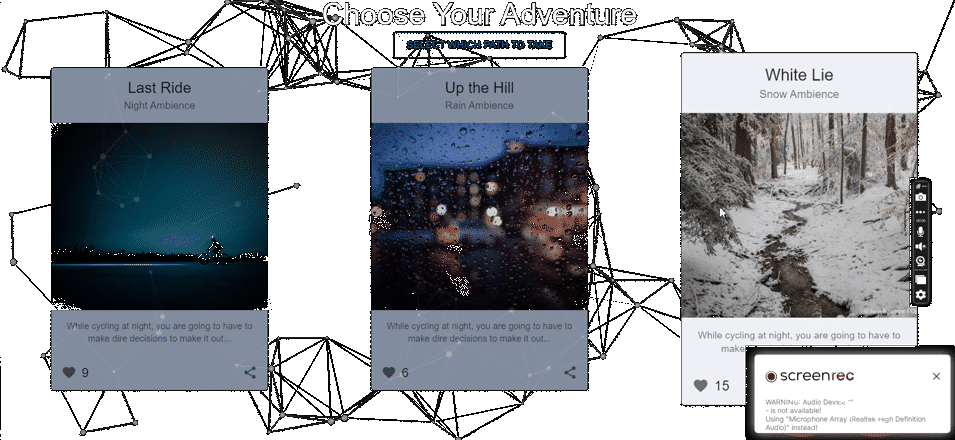 Choose Your Adventure
SELECT WHICH PATH TO TAKE
Last Ride
Night Ambience
While cycling at night, you are going to have to
make dire decisions to make it out...
9
Up the Hill
Rain Ambience
While cycling at night, you are going to have to
make dire decisions to make it out...
6
White Lie
Snow Ambience
While cycling at night, you are going to have to
15
screenrec
WARNING: Audio Device ""
- is not available!
Using "Microphone Array (Realtek High Definition
Audio)" instead!